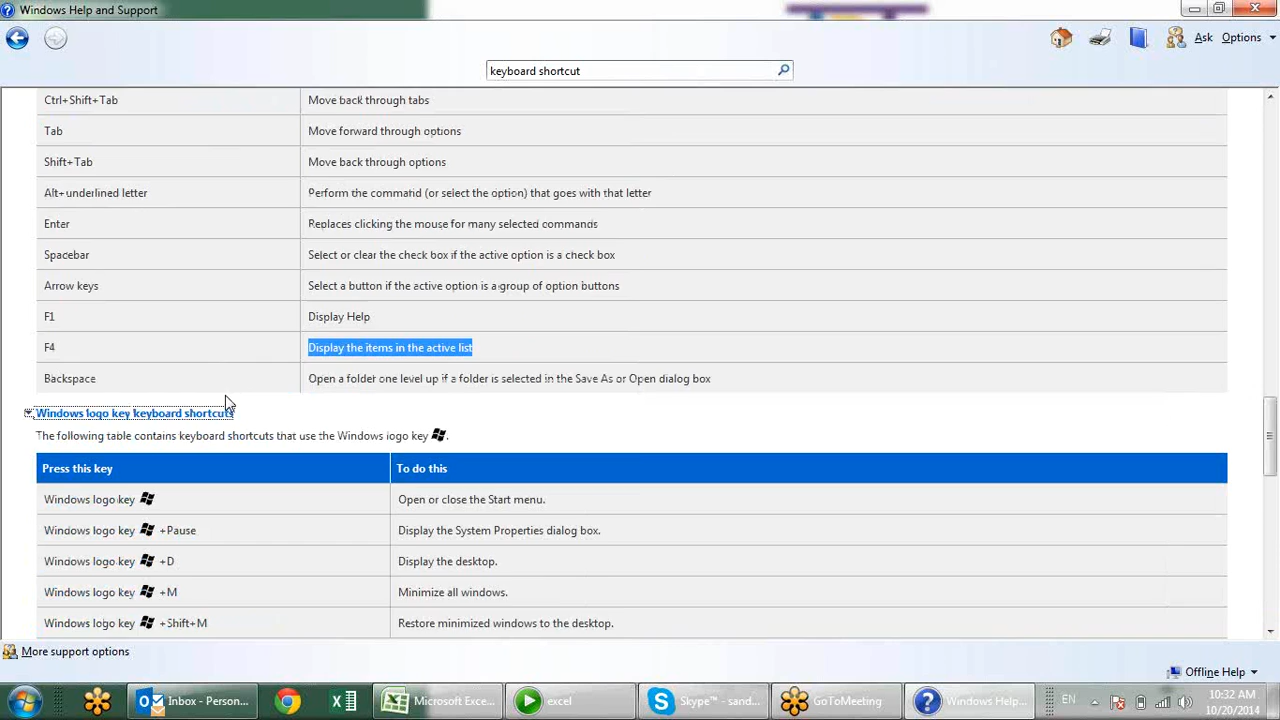 Windows Help and Support
Ask Options
keyboard shortcut
Ctrl+Shift+Tab Move back through tabs
Tab Move forward through options
Shift+Tab Move back through options
Alt+underlined letter Perform the command (or select the option) that goes with that letter
Enter Replaces clicking the mouse for many selected commands
Spacebar Select or clear the check box if the active option is a check box
Arrow keys Select a button if the active option is a group of option buttons
F1 Display Help
F4 Display the items in the active list
Backspace Open a folder one level up if a folder is selected in the Save As or Open dialog box
Windows logo key keyboard shortcuts
The following table contains keyboard shortcuts that use the Windows logo key .
Press this key To do this
Windows logo key Open or close the Start menu.
Windows logo key +Pause Display the System Properties dialog box.
Windows logo key +D Display the desktop.
Windows logo key +M Minimize all windows.
Windows logo key +Shift+M Restore minimized windows to the desktop.
More support options
Offline Help
Inbox - Person... Microsoft Exce... excel Skype™ - sand... GoToMeeting Windows Help... EN 10:32 AM
10/20/2014